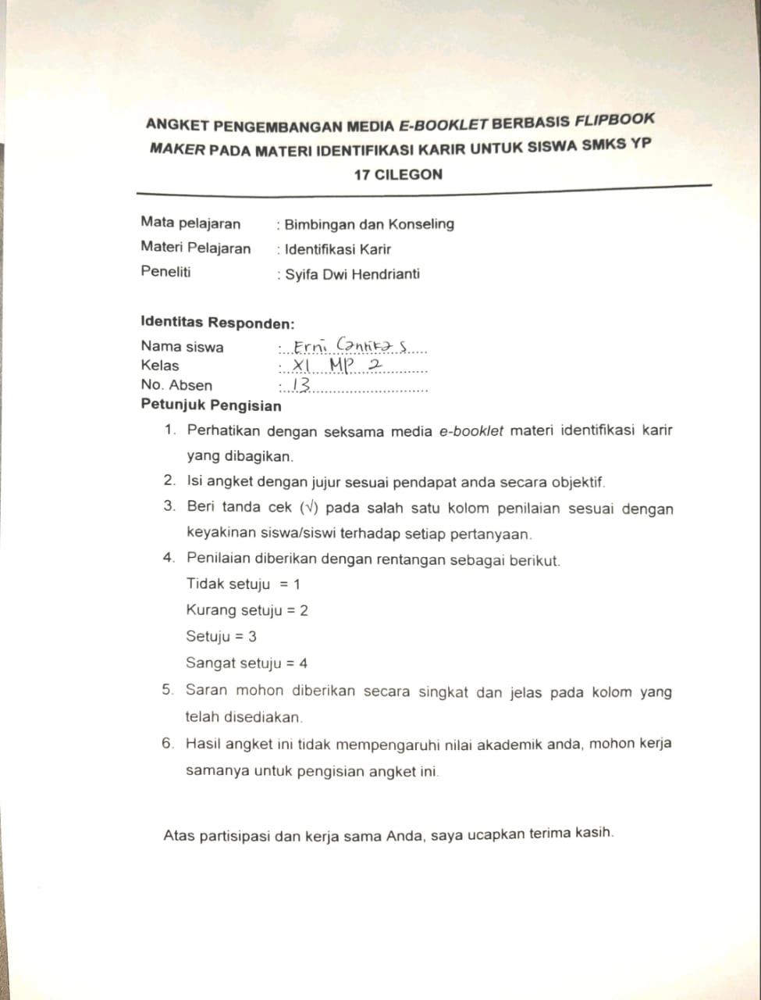 ANGKET PENGEMBANGAN MEDIA E-BOOKLET BERBASIS FLIPBOOK
MAKER PADA MATERI IDENTIFIKASI KARIR UNTUK SISWA SMKS YP
17 CILEGON
Mata pelajaran : Bimbingan dan Konseling
Materi Pelajaran : Identifikasi Karir
Peneliti : Syifa Dwi Hendrianti
Identitas Responden:
Nama siswa : Erni Cantika S
Kelas : XI MP 2
No. Absen : 13
Petunjuk Pengisian
1. Perhatikan dengan seksama media e-booklet materi identifikasi karir
yang dibagikan.
2. Isi angket dengan jujur sesuai pendapat anda secara objektif.
3. Beri tanda cek (√) pada salah satu kolom penilaian sesuai dengan
keyakinan siswa/siswi terhadap setiap pertanyaan.
4. Penilaian diberikan dengan rentangan sebagai berikut.
Tidak setuju = 1
Kurang setuju = 2
Setuju = 3
Sangat setuju = 4
5. Saran mohon diberikan secara singkat dan jelas pada kolom yang
telah disediakan.
6. Hasil angket ini tidak mempengaruhi nilai akademik anda, mohon kerja
samanya untuk pengisian angket ini.
Atas partisipasi dan kerja sama Anda, saya ucapkan terima kasih.